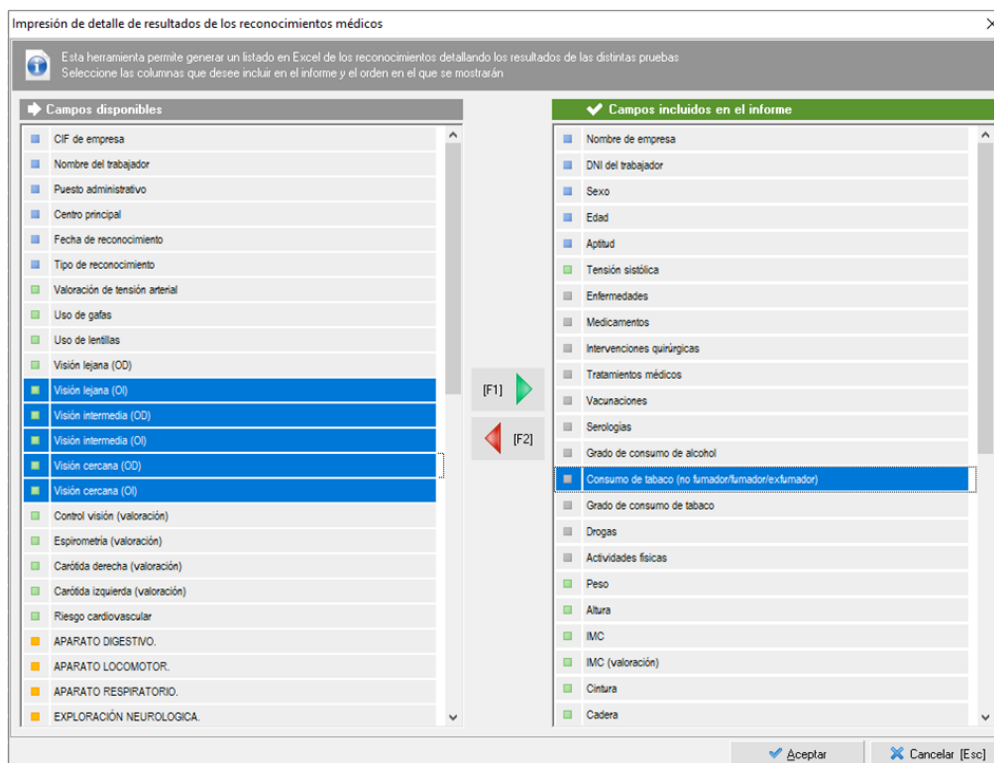 Impresión de detalle de resultados de los reconocimientos médicos
Esta herramienta permite generar un listado en Excel de los reconocimientos detallando los resultados de las distintas pruebas
Seleccione las columnas que desee incluir en el informe y el orden en el que se mostrarán
Campos disponibles
CIF de empresa
Nombre del trabajador
Puesto administrativo
Centro principal
Fecha de reconocimiento
Tipo de reconocimiento
Valoración de tensión arterial
Uso de gafas
Uso de lentillas
Visión lejana (OD)
Visión lejana (OI)
Visión intermedia (OD)
Visión intermedia (OI)
Visión cercana (OD)
Visión cercana (OI)
Control visión (valoración)
Espirometría (valoración)
Carótida derecha (valoración)
Carótida izquierda (valoración)
Riesgo cardiovascular
APARATO DIGESTIVO.
APARATO LOCOMOTOR.
APARATO RESPIRATORIO.
EXPLORACIÓN NEUROLOGICA.
[F1]
[F2]
Campos incluidos en el informe
Nombre de empresa
DNI del trabajador
Sexo
Edad
Aptitud
Tensión sistólica
Enfermedades
Medicamentos
Intervenciones quirúrgicas
Tratamientos médicos
Vacunaciones
Serologías
Grado de consumo de alcohol
Consumo de tabaco (no fumador/fumador/exfumador)
Grado de consumo de tabaco
Drogas
Actividades físicas
Peso
Altura
IMC
IMC (valoración)
Cintura
Cadera
Aceptar
Cancelar [Esc]